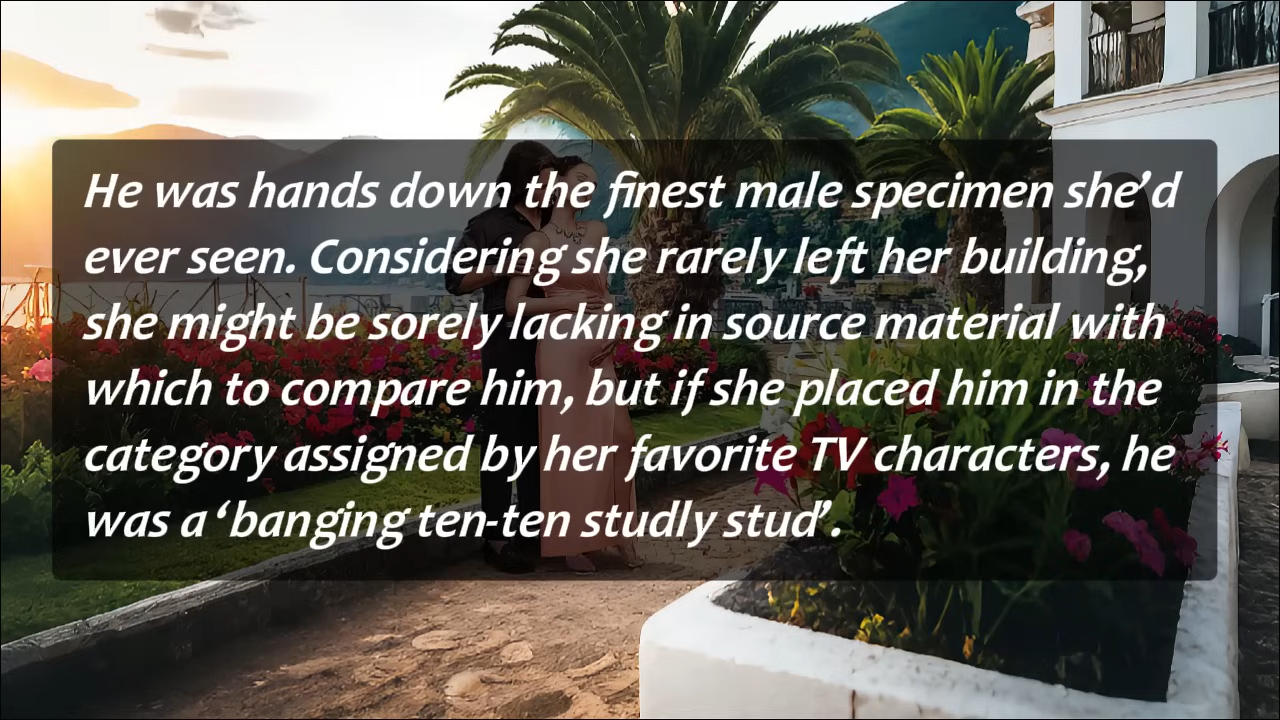 He was hands down the finest male specimen she’d
ever seen. Considering she rarely left her building,
she might be sorely lacking in source material with
which to compare him, but if she placed him in the
category assigned by her favorite TV characters, he
was a ‘banging ten-ten studly stud’.